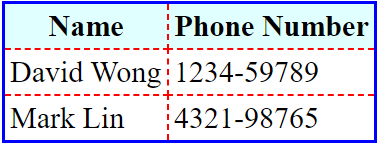 Name Phone Number
David Wong 1234-59789
Mark Lin 4321-98765